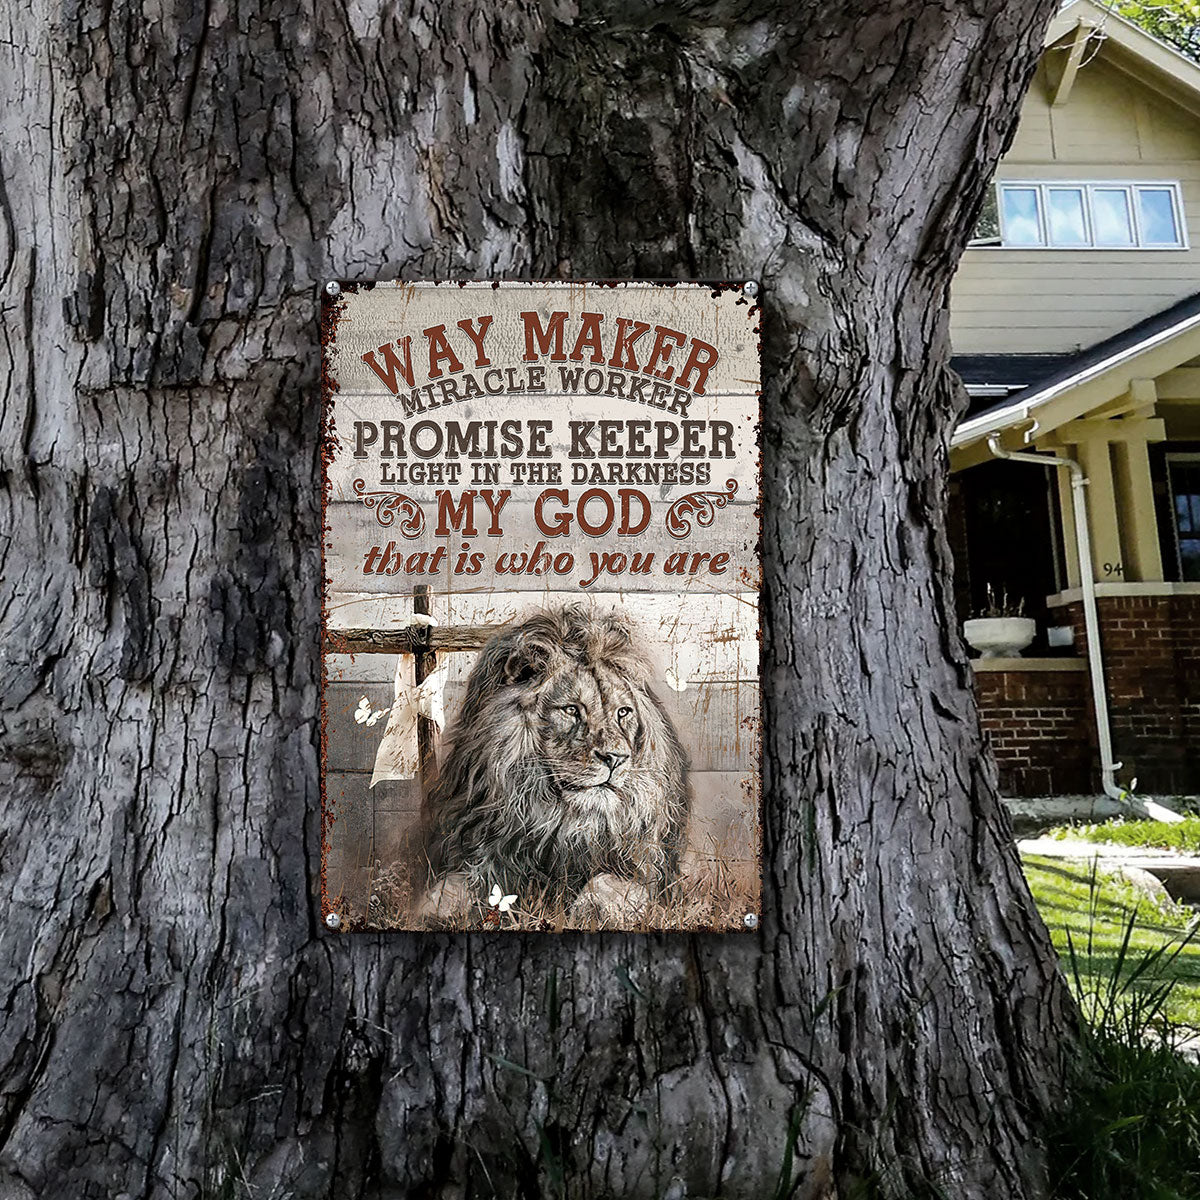 WAY MAKER
MIRACLE WORKER
PROMISE KEEPER
LIGHT IN THE DARKNESS
MY GOD
that is who you are
94